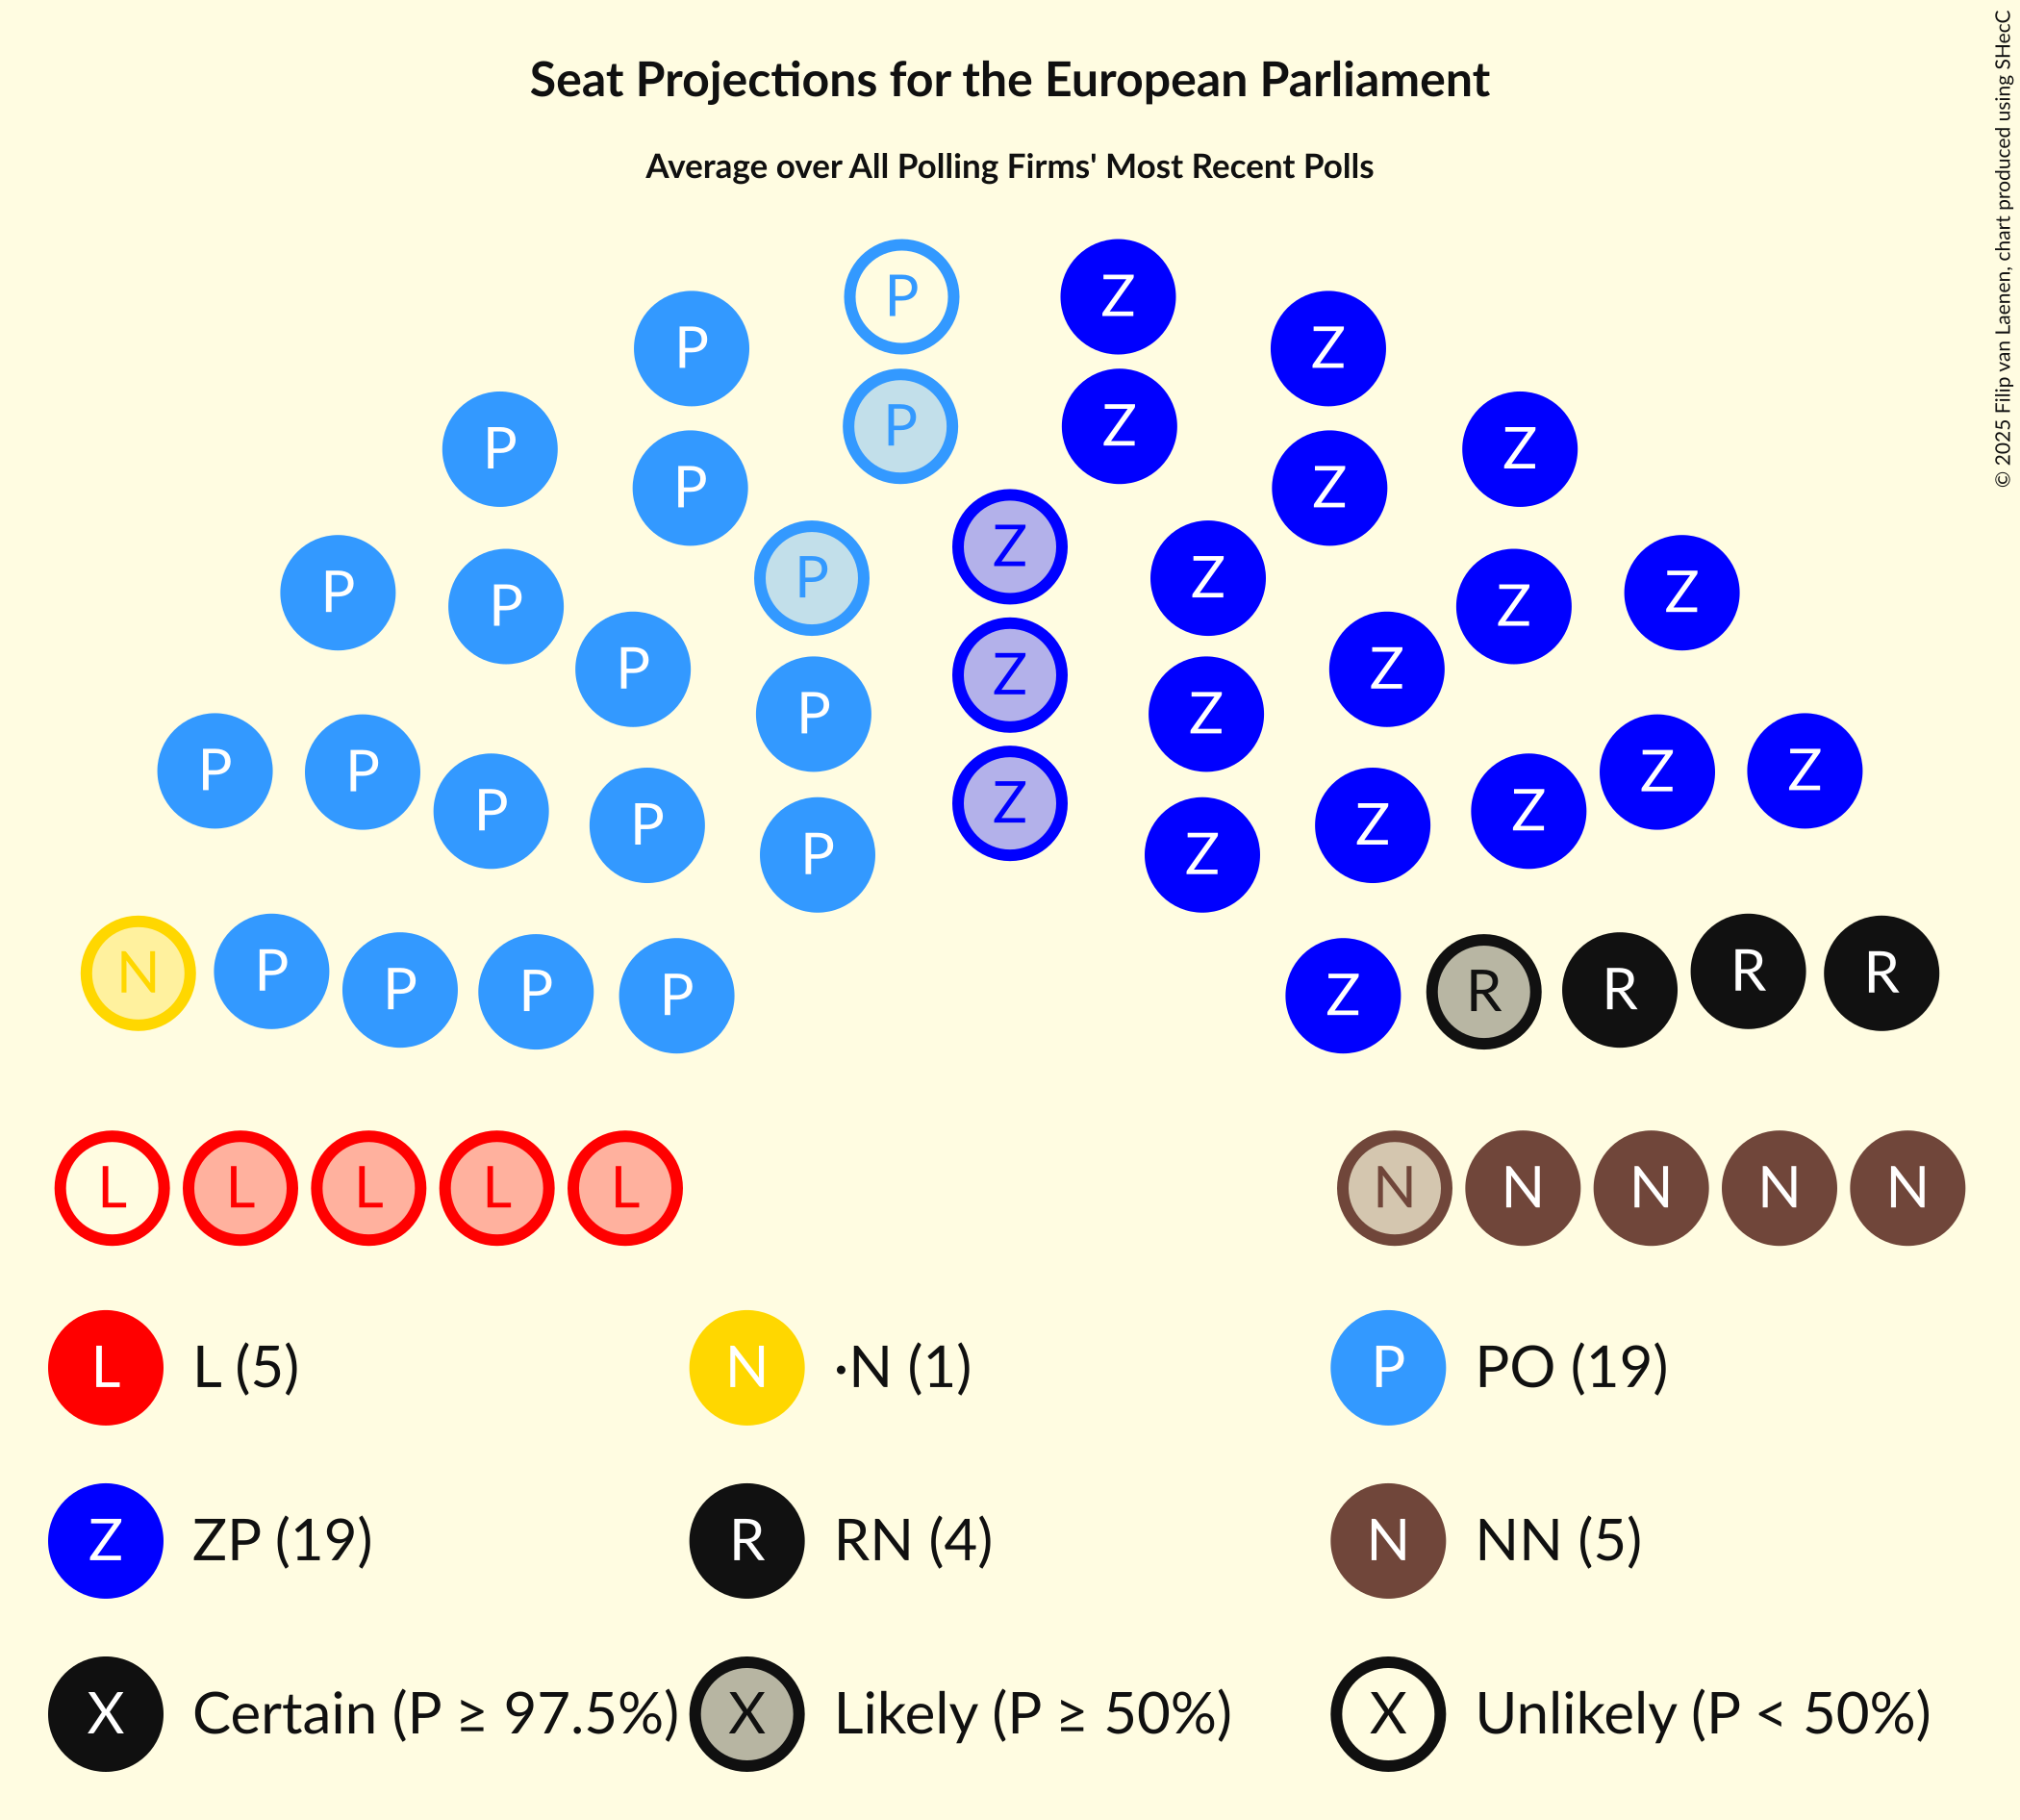 Seat Projections for the European Parliament
Average over All Polling Firms' Most Recent Polls
© 2025 Filip van Laenen, chart produced using SHecC
P Z
P Z
P Z
P Z
P Z
P Z
Z
P Z
P Z
P Z
P Z
Z
P Z
P Z
P P Z Z
P Z
P Z
Z
P Z
N P P P P Z R R R R
L L L L L N N N N N
L L (5) N ·N (1) P PO (19)
Z ZP (19) R RN (4) N NN (5)
X Certain (P ≥ 97.5%) X Likely (P ≥ 50%) X Unlikely (P < 50%)